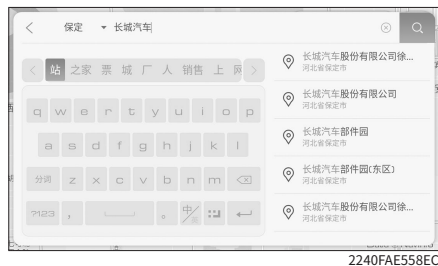 保定 长城汽车
站 之家 票 城 厂 人 销售 上
q w e r t y u i o p
a s d f g h j k l
分词 z x c v b n m
?123 , 。 中/
长城汽车股份有限公司徐...
河北省保定市
长城汽车股份有限公司
河北省保定市
长城汽车部件园
河北省保定市
长城汽车部件园(东区)
河北省保定市
长城汽车股份有限公司徐...
河北省保定市
2240FAE558EC